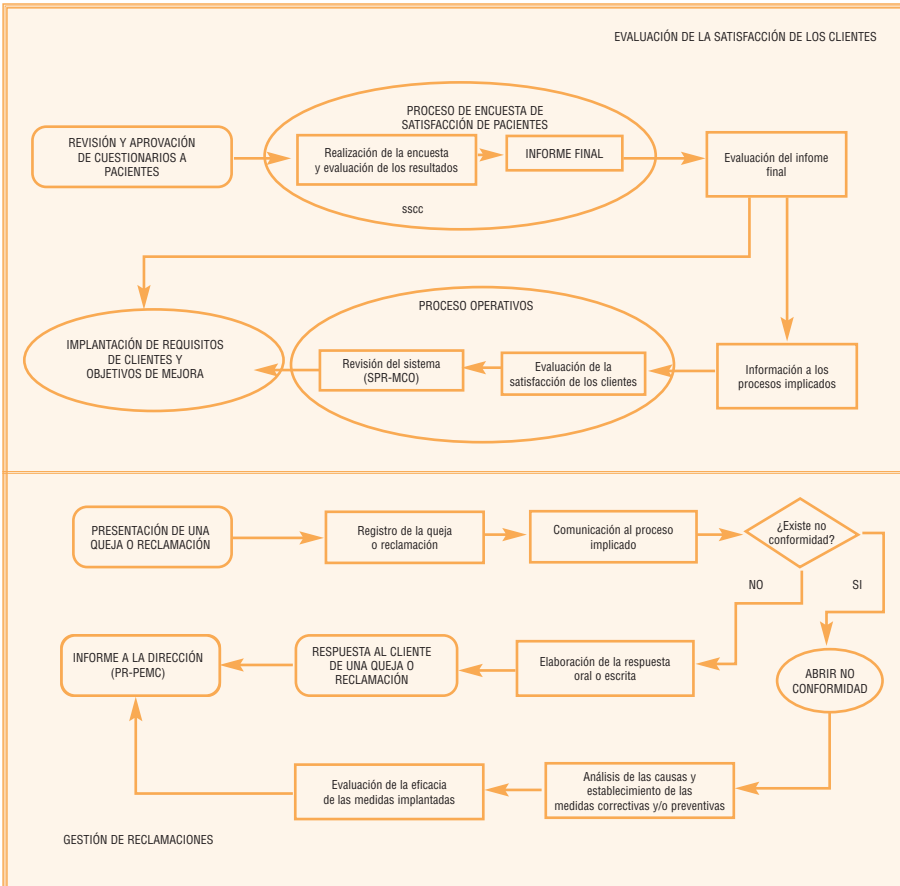 EVALUACIÓN DE LA SATISFACCIÓN DE LOS CLIENTES
PROCESO DE ENCUESTA DE
SATISFACCIÓN DE PACIENTES
REVISIÓN Y APROVACIÓN
DE CUESTIONARIOS A
PACIENTES
Realización de la encuesta
y evaluación de los resultados
INFORME FINAL
Evaluación del infome
final
sscc
PROCESO OPERATIVOS
IMPLANTACIÓN DE REQUISITOS
DE CLIENTES Y
OBJETIVOS DE MEJORA
Revisión del sistema
(SPR-MCO)
Evaluación de la
satisfacción de los clientes
Información a los
procesos implicados
PRESENTACIÓN DE UNA
QUEJA O RECLAMACIÓN
Registro de la queja
o reclamación
Comunicación al proceso
implicado
¿Existe no
conformidad?
NO
SI
INFORME A LA DIRECCIÓN
(PR-PEMC)
RESPUESTA AL CLIENTE
DE UNA QUEJA O
RECLAMACIÓN
Elaboración de la respuesta
oral o escrita
ABRIR NO
CONFORMIDAD
Evaluación de la eficacia
de las medidas implantadas
Análisis de las causas y
establecimiento de las
medidas correctivas y/o preventivas
GESTIÓN DE RECLAMACIONES